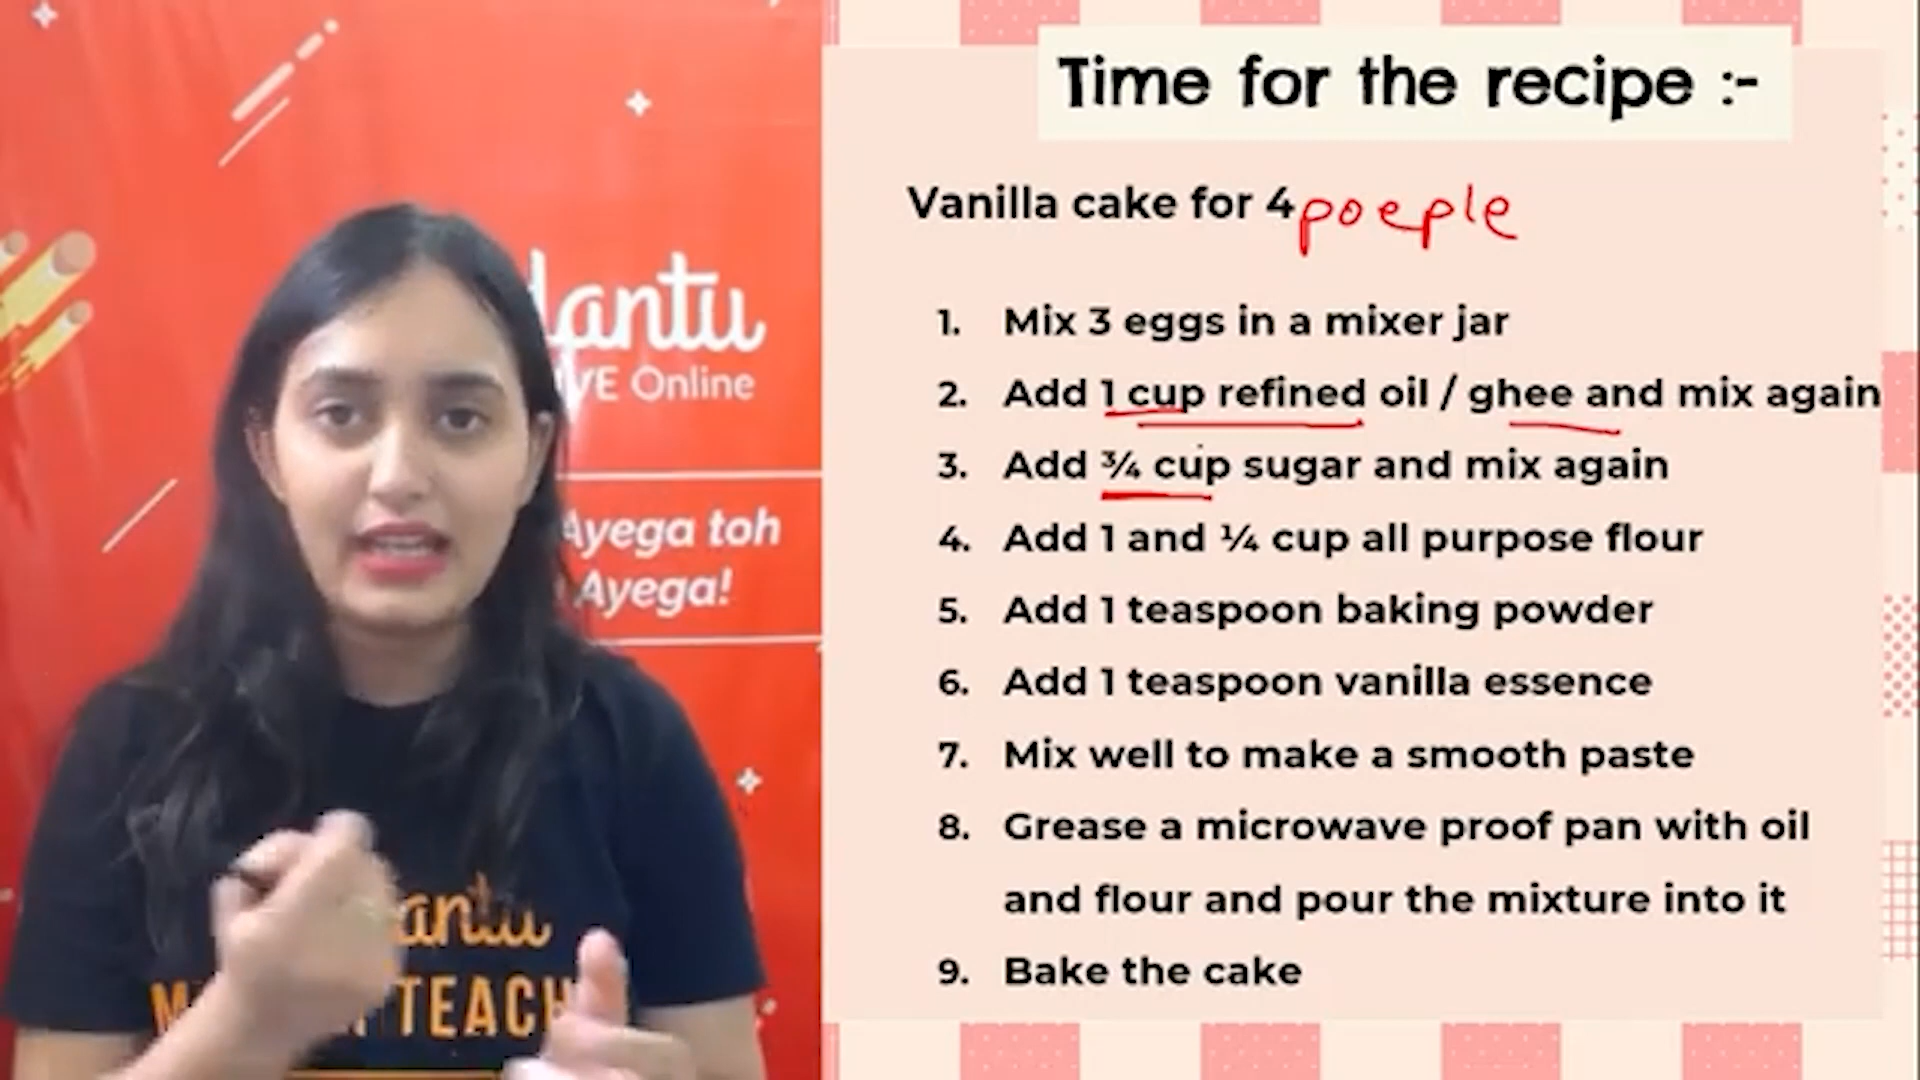 Time for the recipe :-
Vanilla cake for 4 poeple
1. Mix 3 eggs in a mixer jar
2. Add 1 cup refined oil / ghee and mix again
3. Add ¾ cup sugar and mix again
4. Add 1 and ¼ cup all purpose flour
5. Add 1 teaspoon baking powder
6. Add 1 teaspoon vanilla essence
7. Mix well to make a smooth paste
8. Grease a microwave proof pan with oil
and flour and pour the mixture into it
9. Bake the cake
dantu
VE Online
Ayega toh
Ayega!
antu
TEACH